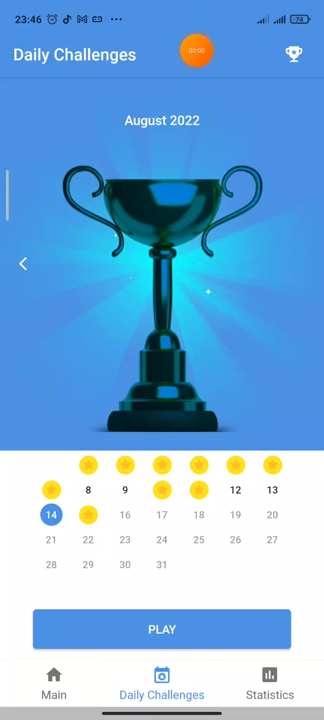 23:46 74
Daily Challenges
00:00
August 2022
8 9 12 13
14 16 17 18 19 20
21 22 23 24 25 26 27
28 29 30 31
PLAY
Main Daily Challenges Statistics